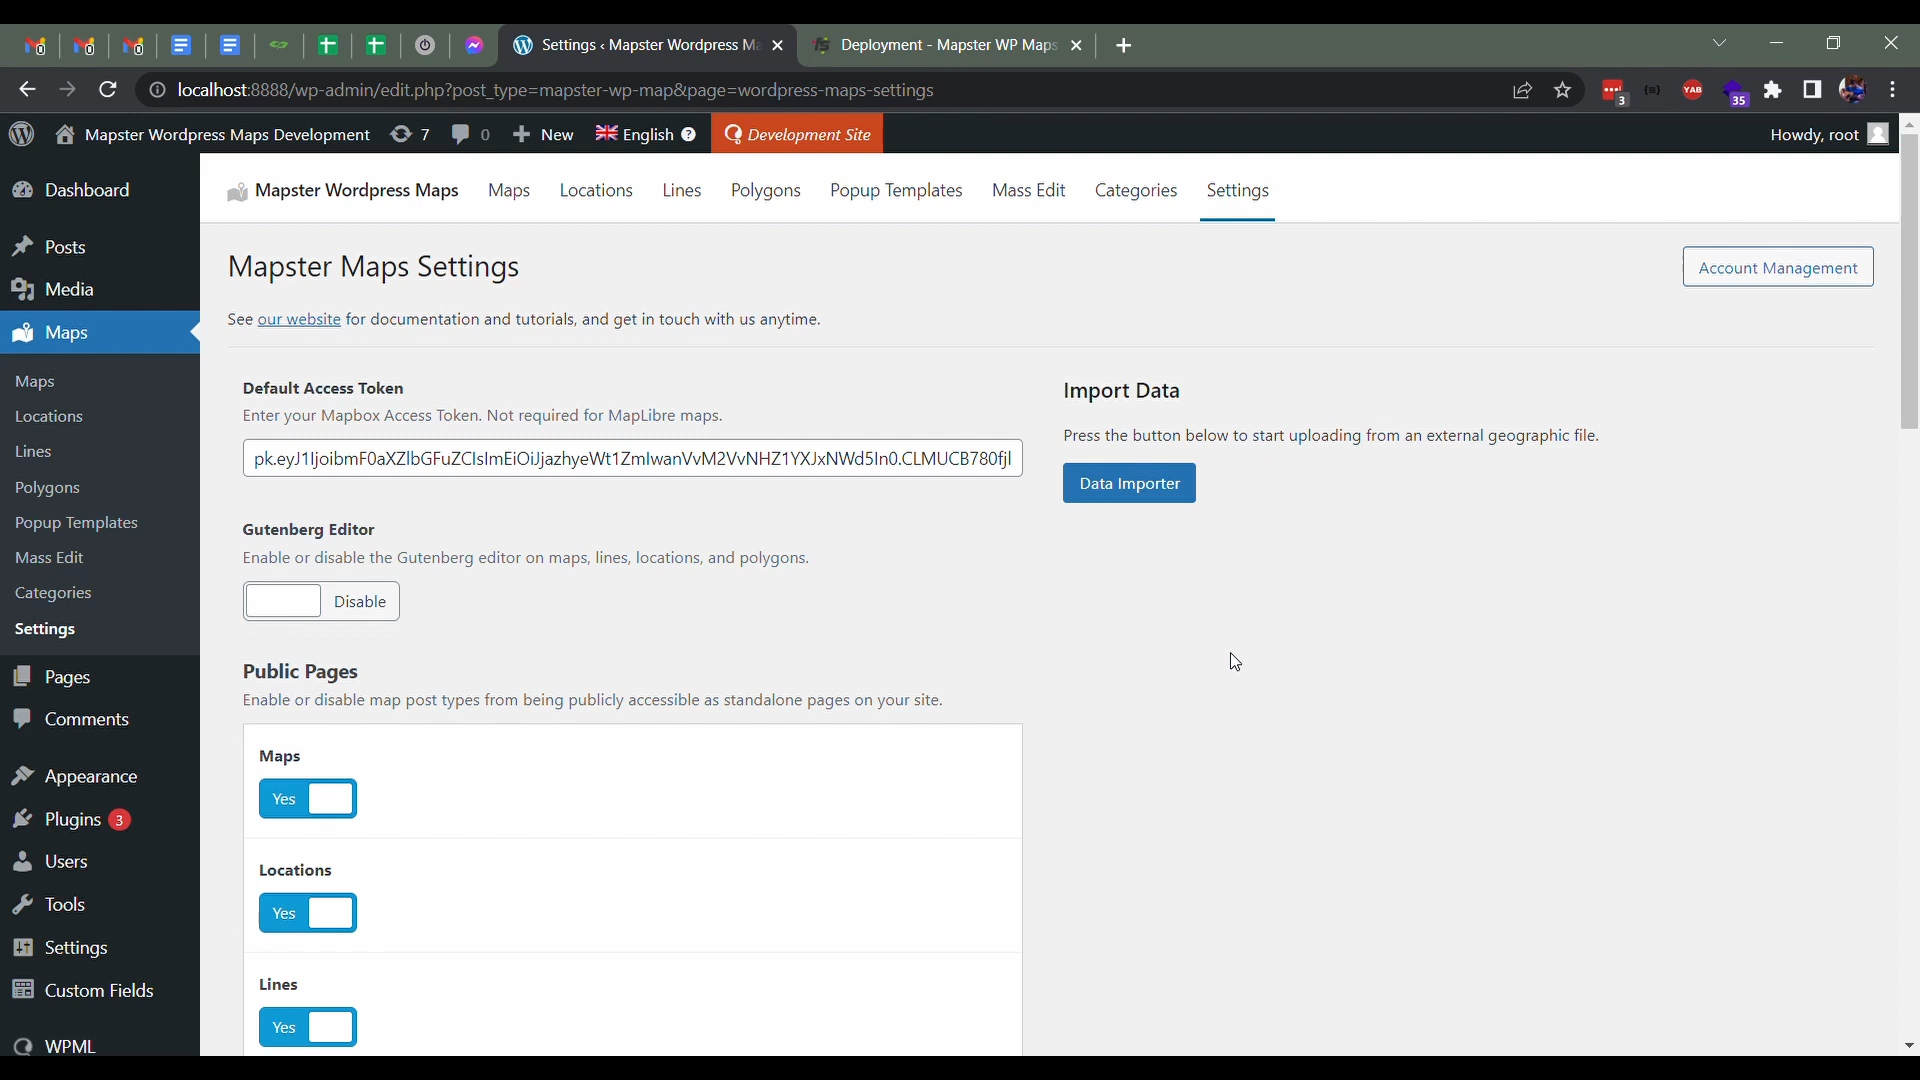 Settings ‹ Mapster Wordpress Ma
Deployment - Mapster WP Maps
localhost:8888/wp-admin/edit.php?post_type=mapster-wp-map&page=wordpress-maps-settings
3
YAB
35
Mapster Wordpress Maps Development
7
0
New
English
Development Site
Howdy, root
Dashboard
Posts
Media
Maps
Maps
Locations
Lines
Polygons
Popup Templates
Mass Edit
Categories
Settings
Pages
Comments
Appearance
Plugins 3
Users
Tools
Settings
Custom Fields
WPML
Mapster Wordpress Maps
Maps
Locations
Lines
Polygons
Popup Templates
Mass Edit
Categories
Settings
Mapster Maps Settings
Account Management
See our website for documentation and tutorials, and get in touch with us anytime.
Default Access Token
Enter your Mapbox Access Token. Not required for MapLibre maps.
Gutenberg Editor
Enable or disable the Gutenberg editor on maps, lines, locations, and polygons.
Disable
Public Pages
Enable or disable map post types from being publicly accessible as standalone pages on your site.
Maps
Yes
Locations
Yes
Lines
Yes
Import Data
Press the button below to start uploading from an external geographic file.
Data Importer